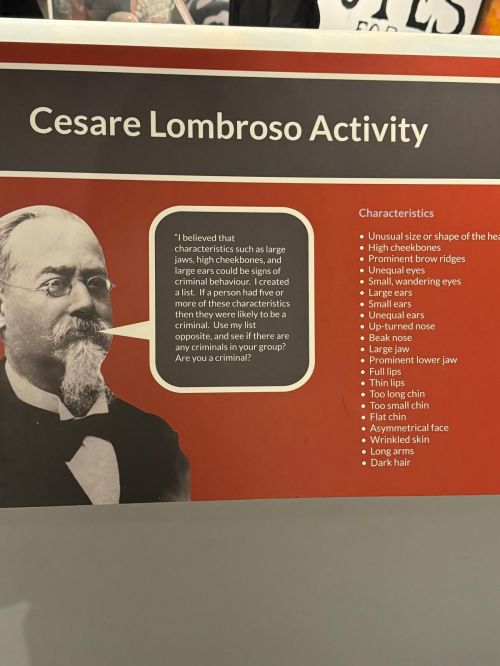 FOR
Cesare Lombroso Activity
"I believed that
characteristics such as large
jaws, high cheekbones, and
large ears could be signs of
criminal behaviour. I created
a list. If a person had five or
more of these characteristics
then they were likely to be a
criminal. Use my list
opposite, and see if there are
any criminals in your group?
Are you a criminal?
Characteristics
• Unusual size or shape of the
• High cheekbones
• Prominent brow ridges
• Unequal eyes
• Small, wandering eyes
• Large ears
• Small ears
• Unequal ears
• Up-turned nose
• Beak nose
• Large jaw
• Prominent lower jaw
• Full lips
• Thin lips
• Too long chin
• Too small chin
• Flat chin
• Asymmetrical face
• Wrinkled skin
• Long arms
• Dark hair